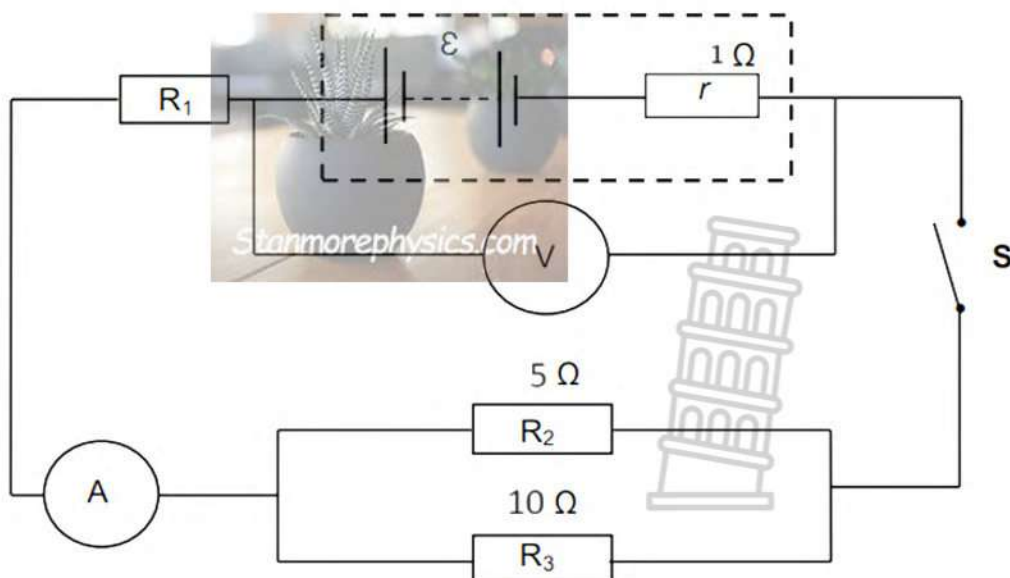 ε
1 Ω
R₁
r
Stanmorephysics.com
V
S
5 Ω
R₂
A
10 Ω
R₃